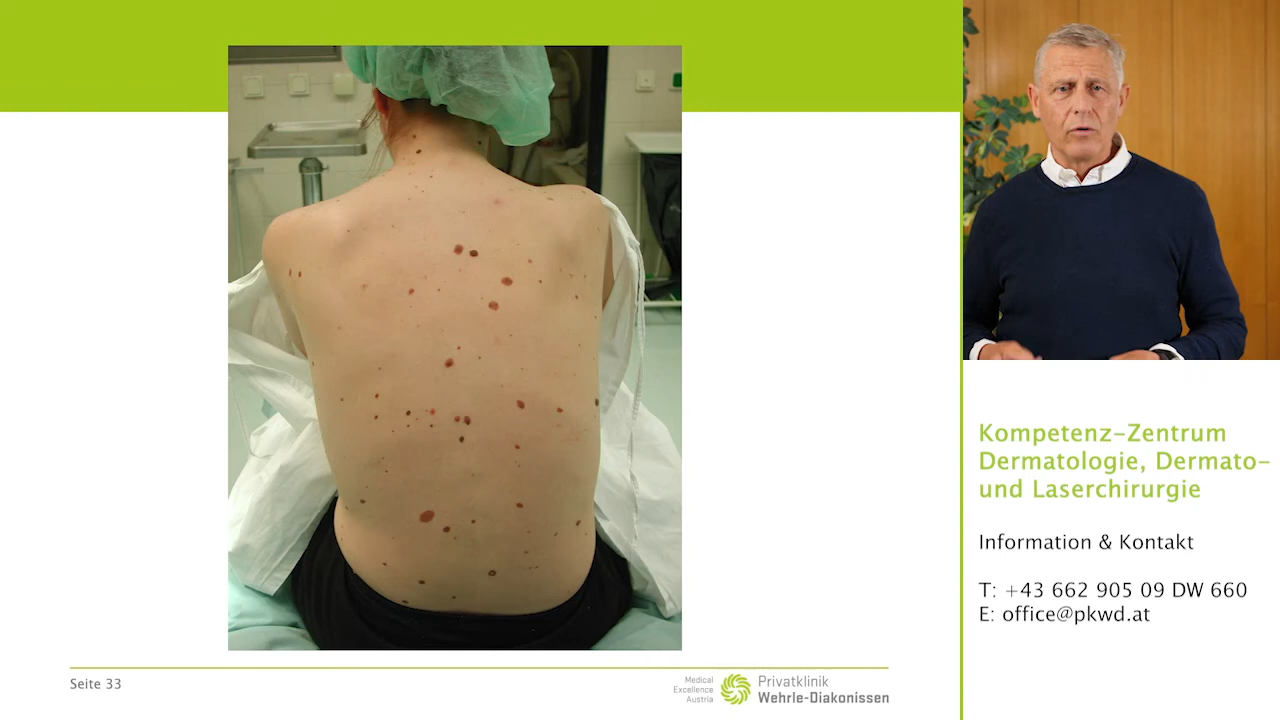 Kompetenz-Zentrum
Dermatologie, Dermato-
und Laserchirurgie
Information & Kontakt
T: +43 662 905 09 DW 660
E: office@pkwd.at
Seite 33
Medical
Excellence
Austria
Privatklinik
Wehrle-Diakonissen